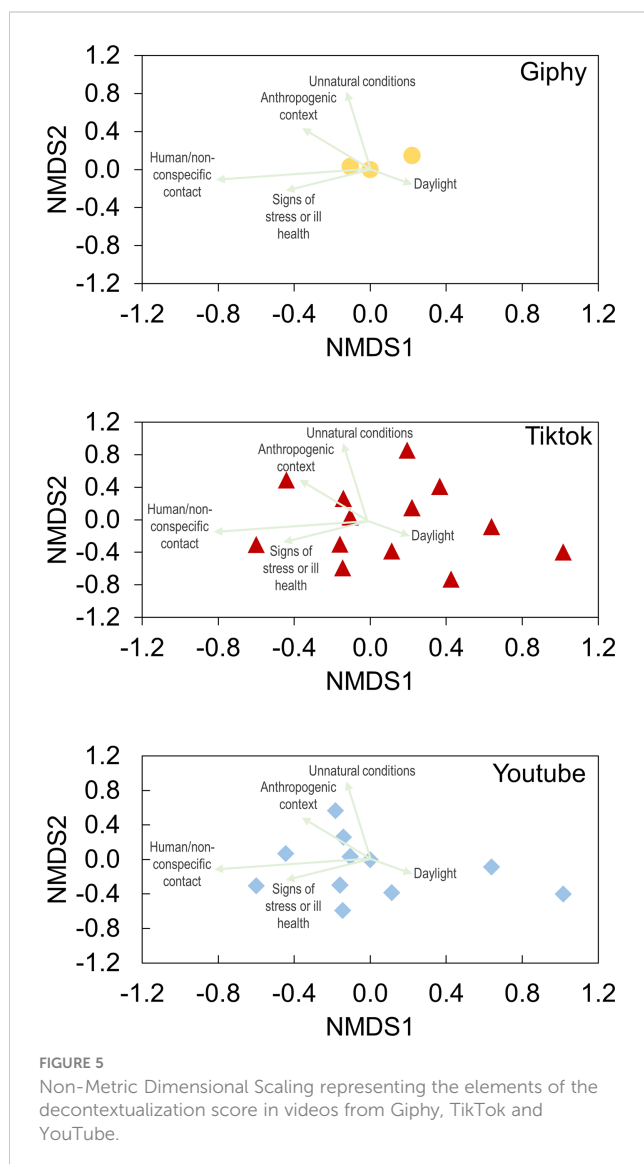 Giphy
1.2
0.8
0.4
0.0
-0.4
-0.8
-1.2
NMDS2
Unnatural conditions
Anthropogenic
context
Human/non-
conspecific
contact
Signs of
stress or ill
health
Daylight
-1.2 -0.8 -0.4 0.0 0.4 0.8 1.2
NMDS1
Tiktok
1.2
0.8
0.4
0.0
-0.4
-0.8
-1.2
NMDS2
Unnatural conditions
Anthropogenic
context
Human/non-
conspecific
contact
Signs of
stress or ill
health
Daylight
-1.2 -0.8 -0.4 0.0 0.4 0.8 1.2
NMDS1
Youtube
1.2
0.8
0.4
0.0
-0.4
-0.8
-1.2
NMDS2
Unnatural conditions
Anthropogenic
context
Human/non-
conspecific
contact
Signs of
stress or ill
health
Daylight
-1.2 -0.8 -0.4 0.0 0.4 0.8 1.2
NMDS1
FIGURE 5
Non-Metric Dimensional Scaling representing the elements of the
decontextualization score in videos from Giphy, TikTok and
YouTube.